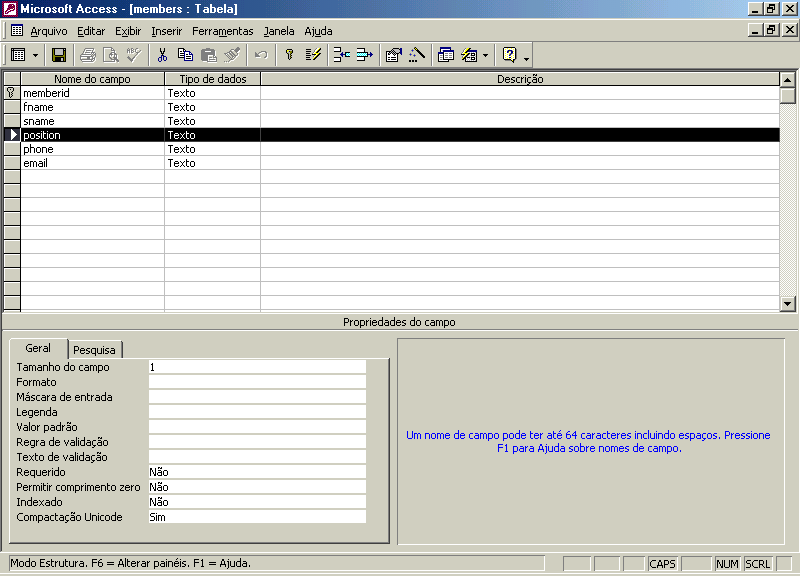 Microsoft Access - [members : Tabela]
Arquivo Editar Exibir Inserir Ferramentas Janela Ajuda
Nome do campo Tipo de dados Descrição
memberid Texto
fname Texto
sname Texto
position Texto
phone Texto
email Texto
Propriedades do campo
Geral Pesquisa
Tamanho do campo 1
Formato
Máscara de entrada
Legenda
Valor padrão
Regra de validação
Texto de validação
Requerido Não
Permitir comprimento zero Não
Indexado Não
Compactação Unicode Sim
Um nome de campo pode ter até 64 caracteres incluindo espaços. Pressione
F1 para Ajuda sobre nomes de campo.
Modo Estrutura. F6 = Alterar painéis. F1 = Ajuda. CAPS NUM SCRL